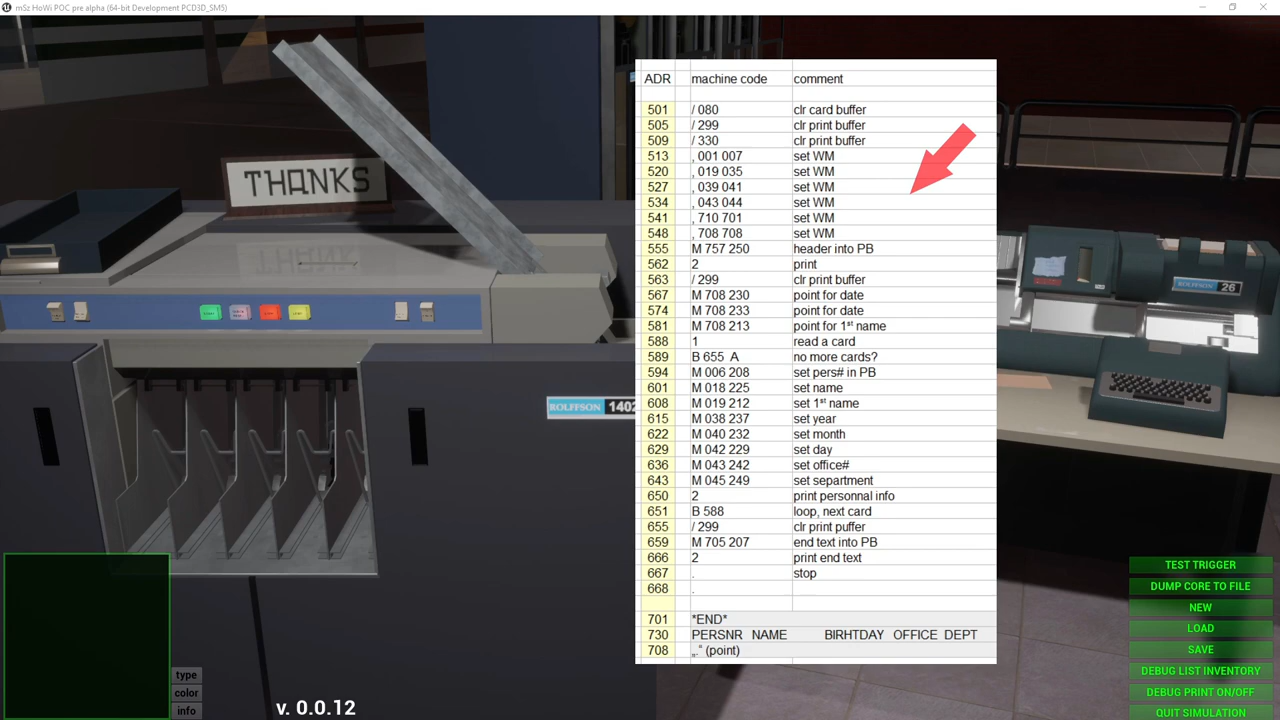 mSz HoWi POC pre alpha (64-bit Development PCD3D_SM5)
ADR machine code comment
501 / 080 clr card buffer
505 / 299 clr print buffer
509 / 330 clr print buffer
513 , 001 007 set WM
520 , 019 035 set WM
527 , 039 041 set WM
534 , 043 044 set WM
541 , 710 701 set WM
548 , 708 708 set WM
555 M 757 250 header into PB
562 2 print
563 / 299 clr print buffer
567 M 708 230 point for date
574 M 708 233 point for date
581 M 708 213 point for 1st name
588 1 read a card
589 B 655 A no more cards?
594 M 006 208 set pers# in PB
601 M 018 225 set name
608 M 019 212 set 1st name
615 M 038 237 set year
622 M 040 232 set month
629 M 042 229 set day
636 M 043 242 set office#
643 M 045 249 set separtment
650 2 print personnal info
651 B 588 loop, next card
655 / 299 clr print puffer
659 M 705 207 end text into PB
666 2 print end text
667 . stop
668 .
701 *END*
730 PERSNR NAME BIRHTDAY OFFICE DEPT
708 „.“ (point)
THANKS
ROLFFSON 1402
ROLFFSON 26
type
color
info
v. 0.0.12
TEST TRIGGER
DUMP CORE TO FILE
NEW
LOAD
SAVE
DEBUG LIST INVENTORY
DEBUG PRINT ON/OFF
QUIT SIMULATION